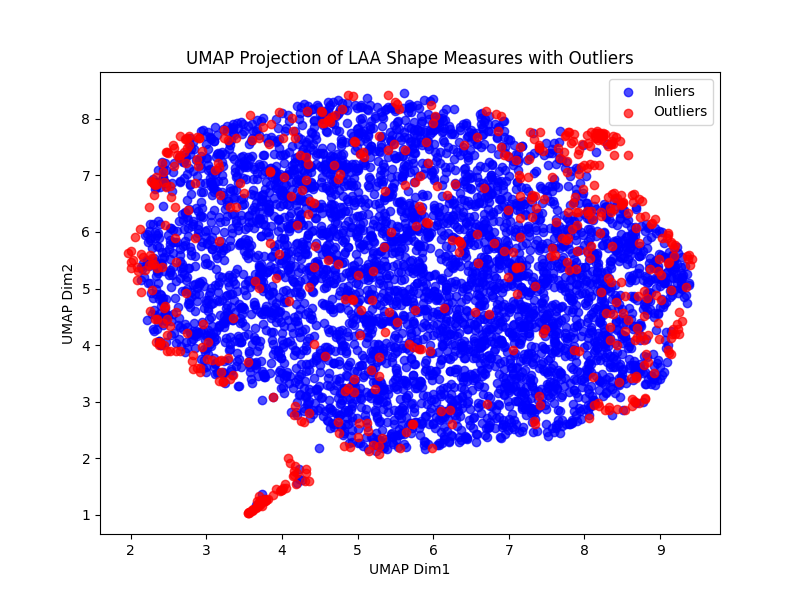 UMAP Projection of LAA Shape Measures with Outliers
Inliers
Outliers
8
7
6
5
4
3
2
1
UMAP Dim2
2 3 4 5 6 7 8 9
UMAP Dim1